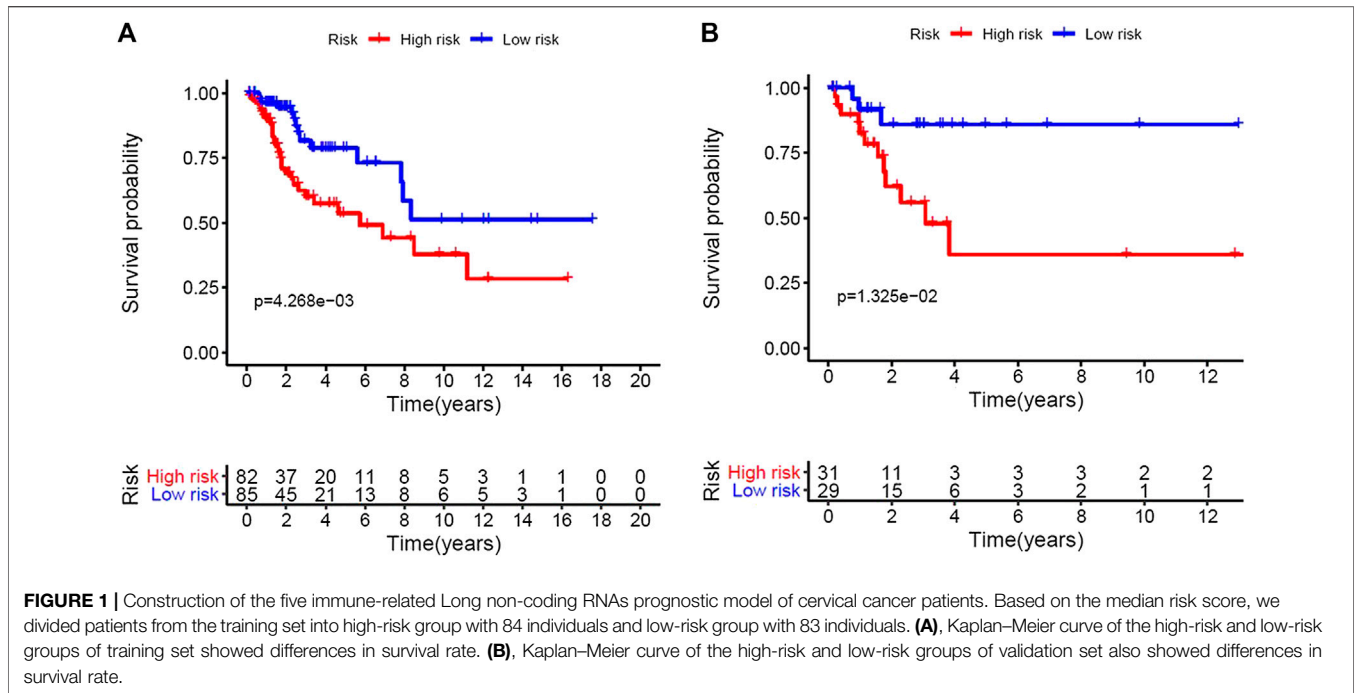 A
B
Risk High risk Low risk
Risk High risk Low risk
Survival probability
1.00
0.75
0.50
0.25
0.00
p=4.268e−03
0 2 4 6 8 10 12 14 16 18 20
Time(years)
Survival probability
1.00
0.75
0.50
0.25
0.00
p=1.325e−02
0 2 4 6 8 10 12
Time(years)
Risk
High risk 82 37 20 11 8 5 3 1 1 0 0
Low risk 85 45 21 13 8 6 5 3 1 0 0
0 2 4 6 8 10 12 14 16 18 20
Time(years)
Risk
High risk 31 11 3 3 3 2 2
Low risk 29 15 6 3 2 1 1
0 2 4 6 8 10 12
Time(years)
FIGURE 1 | Construction of the five immune-related Long non-coding RNAs prognostic model of cervical cancer patients. Based on the median risk score, we
divided patients from the training set into high-risk group with 84 individuals and low-risk group with 83 individuals. (A), Kaplan–Meier curve of the high-risk and low-risk
groups of training set showed differences in survival rate. (B), Kaplan–Meier curve of the high-risk and low-risk groups of validation set also showed differences in
survival rate.